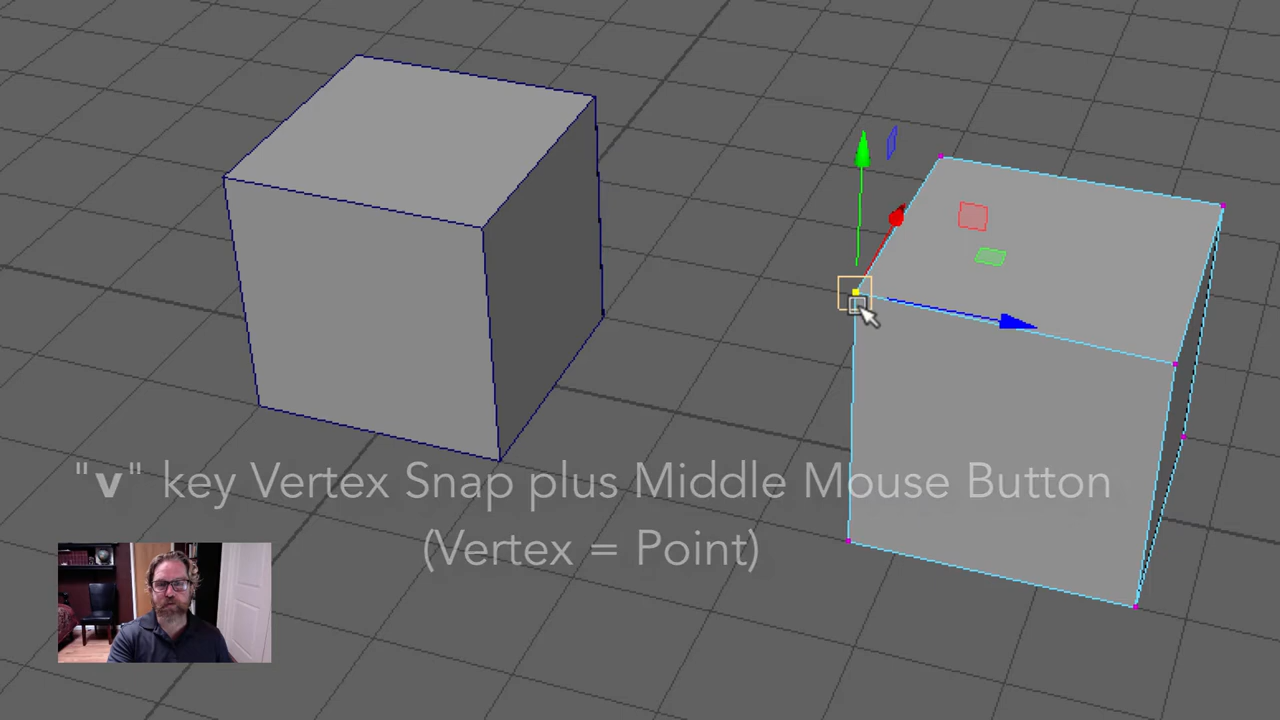 "v" key Vertex Snap plus Middle Mouse Button
(Vertex = Point)